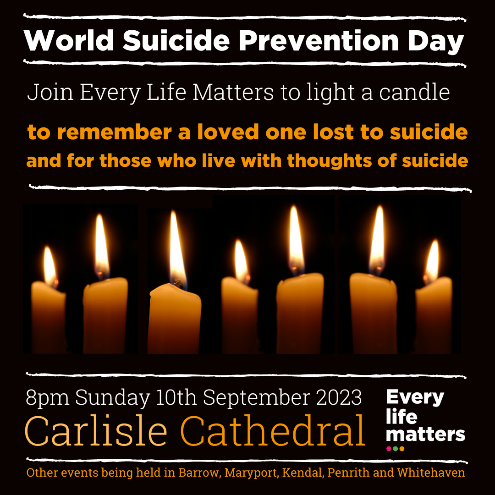 World Suicide Prevention Day
Join Every Life Matters to light a candle
to remember a loved one lost to suicide
and for those who live with thoughts of suicide
8pm Sunday 10th September 2023
Carlisle Cathedral
Every
life
matters
Other events being held in Barrow, Maryport, Kendal, Penrith and Whitehaven